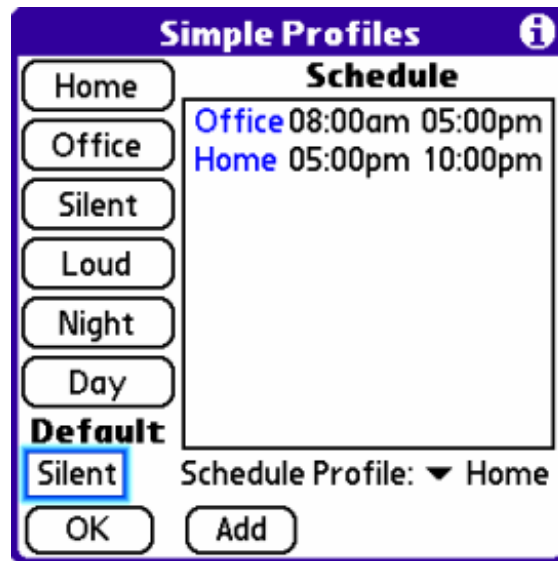 Simple Profiles
Home
Office
Silent
Loud
Night
Day
Default
Silent
OK
Schedule
Office 08:00am 05:00pm
Home 05:00pm 10:00pm
Schedule Profile: Home
Add